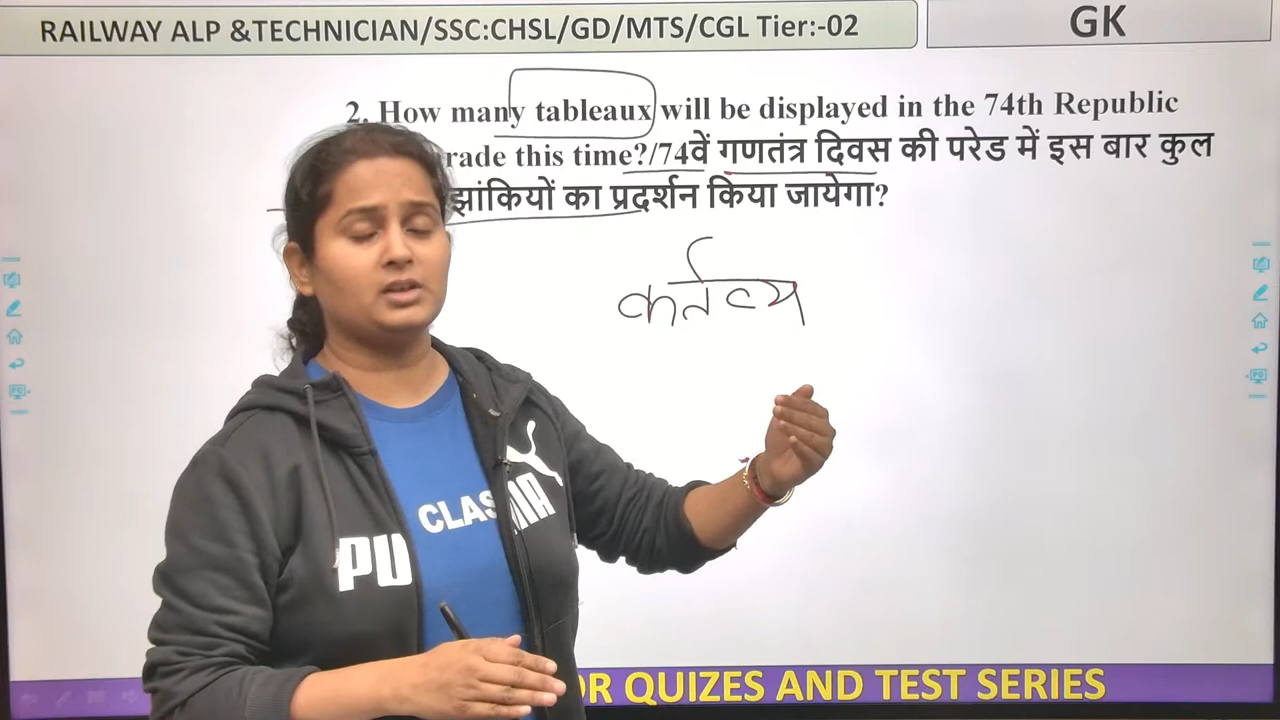 RAILWAY ALP &TECHNICIAN/SSC:CHSL/GD/MTS/CGL Tier:-02
GK
2. How many tableaux will be displayed in the 74th Republic
rade this time?/74वें गणतंत्र दिवस की परेड में इस बार कुल
झांकियों का प्रदर्शन किया जायेगा?
कर्तव्य
CLAS
PU MA
OR QUIZES AND TEST SERIES